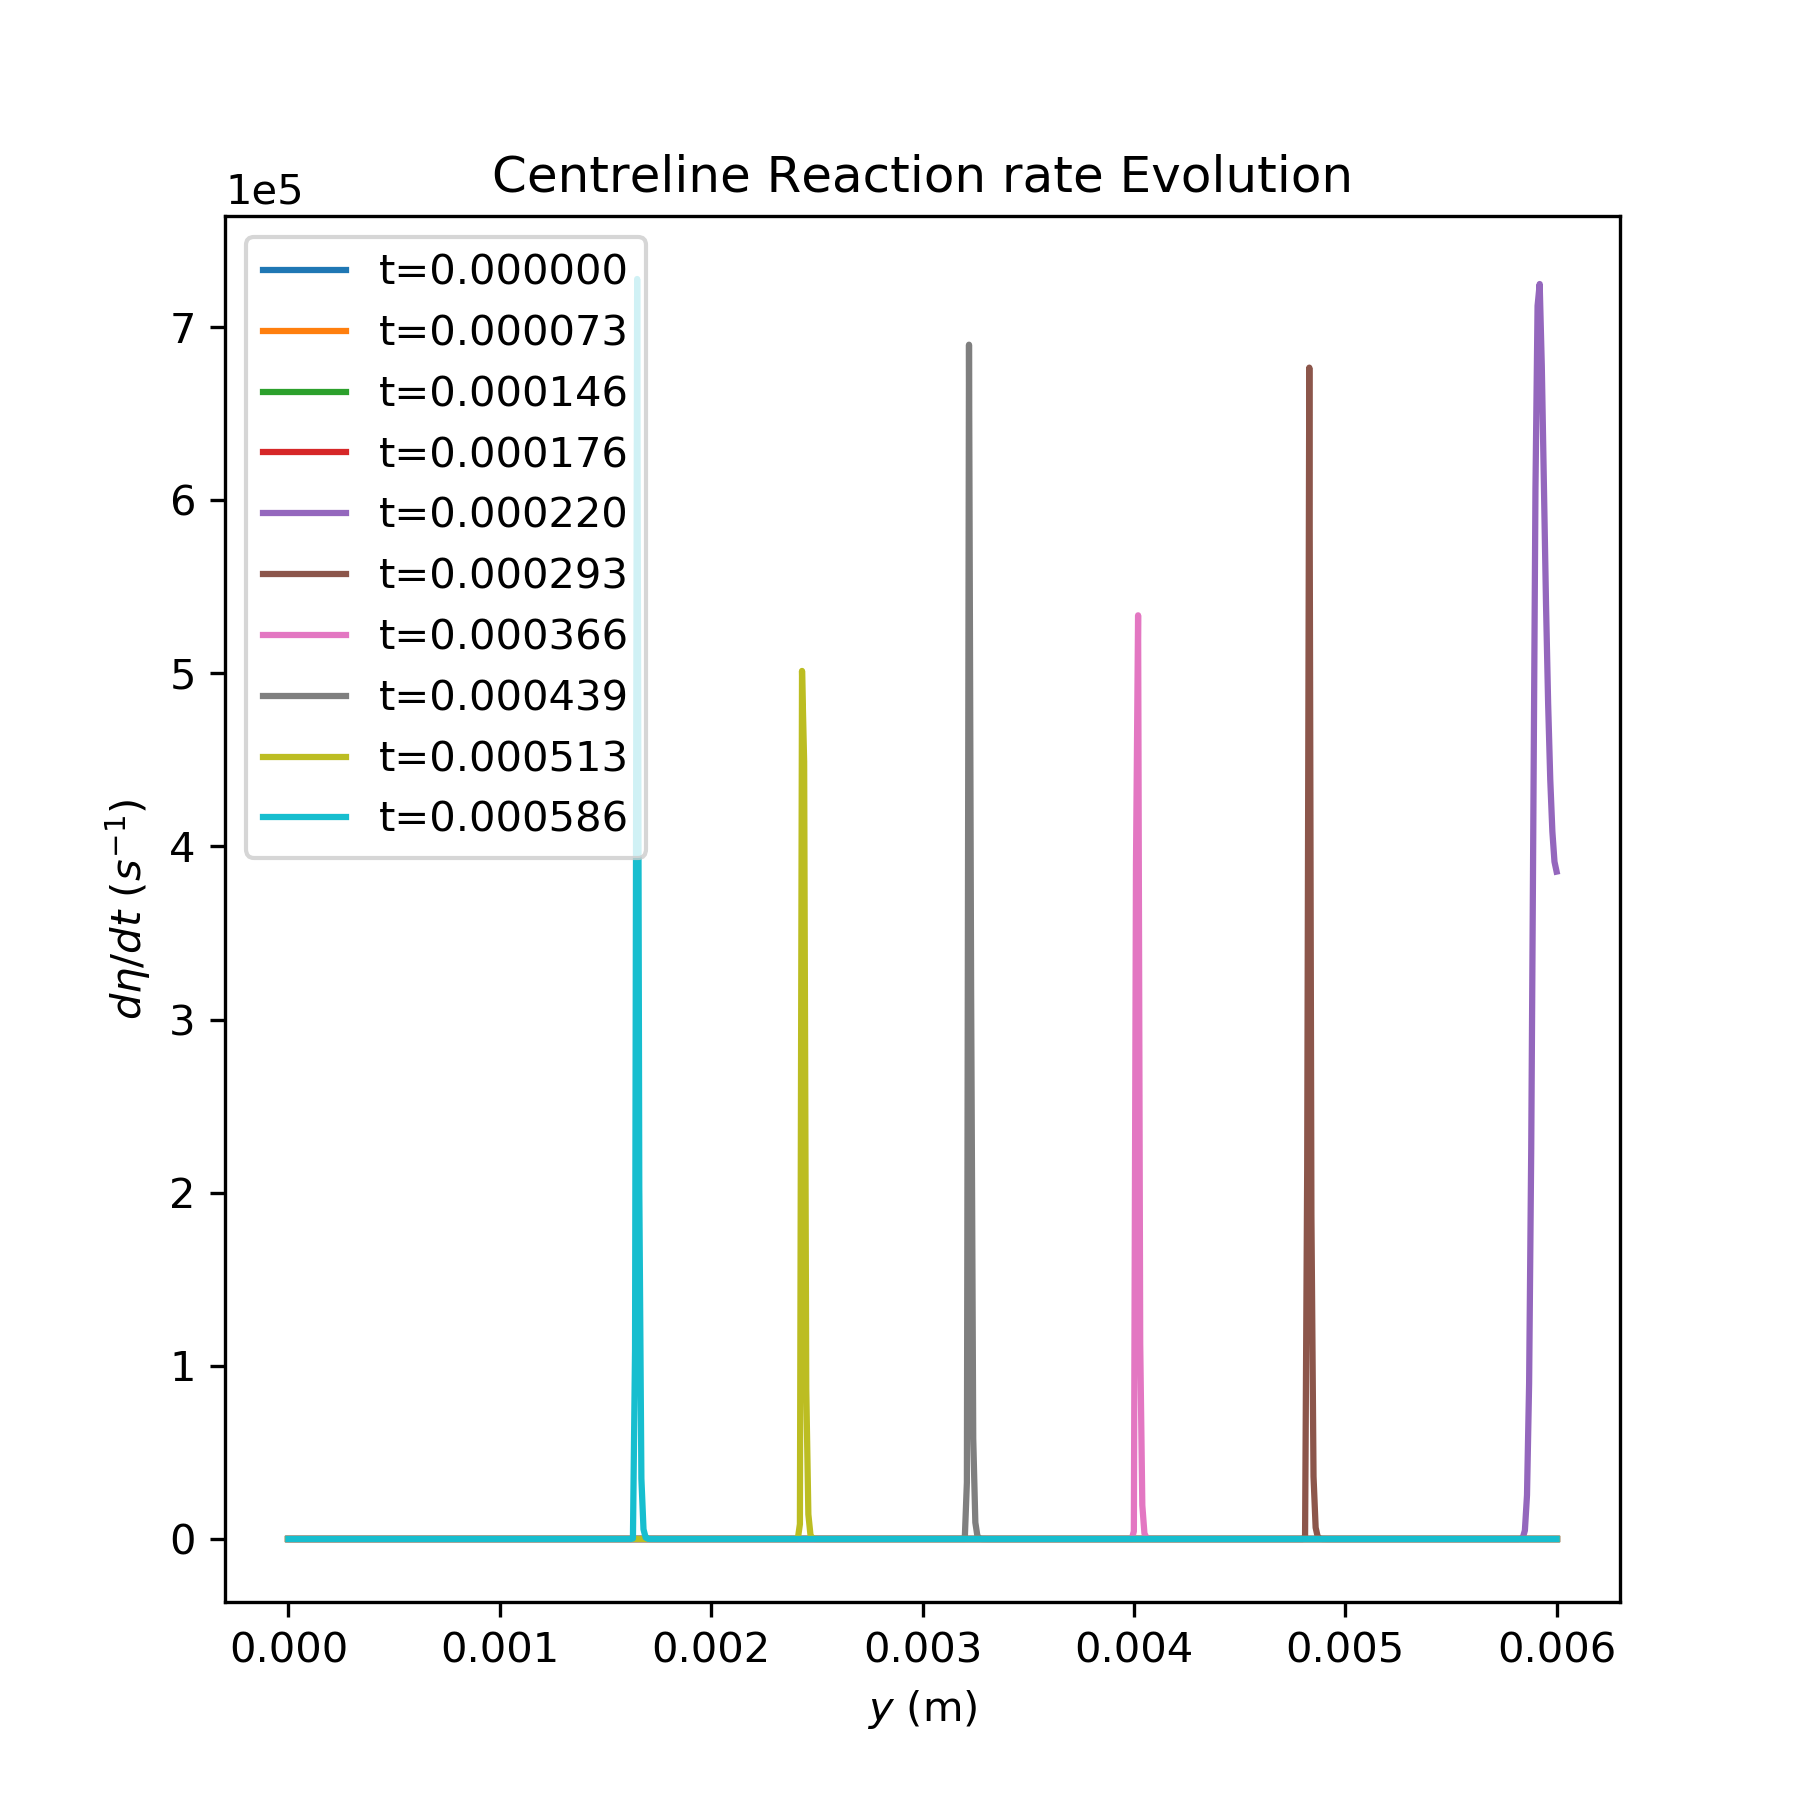 Centreline Reaction rate Evolution
1e5
t=0.000000
t=0.000073
t=0.000146
t=0.000176
t=0.000220
t=0.000293
t=0.000366
t=0.000439
t=0.000513
t=0.000586
7
6
5
4
3
2
1
0
dη/dt (s⁻¹)
0.000 0.001 0.002 0.003 0.004 0.005 0.006
y (m)